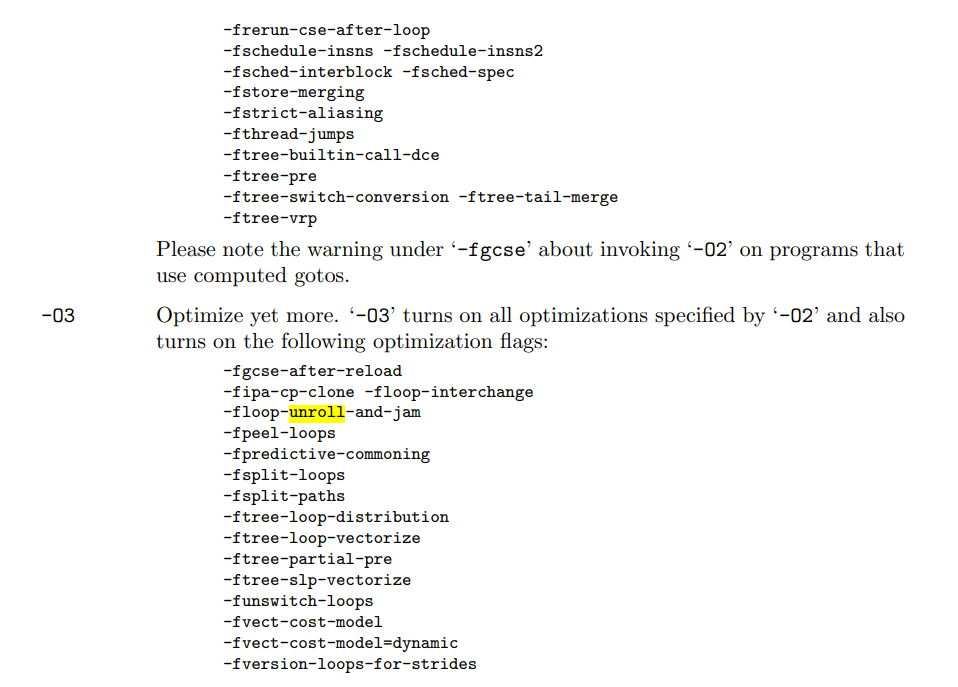 -frerun-cse-after-loop
-fschedule-insns -fschedule-insns2
-fsched-interblock -fsched-spec
-fstore-merging
-fstrict-aliasing
-fthread-jumps
-ftree-builtin-call-dce
-ftree-pre
-ftree-switch-conversion -ftree-tail-merge
-ftree-vrp
Please note the warning under ‘-fgcse’ about invoking ‘-O2’ on programs that
use computed gotos.
-O3 Optimize yet more. ‘-O3’ turns on all optimizations specified by ‘-O2’ and also
turns on the following optimization flags:
-fgcse-after-reload
-fipa-cp-clone -floop-interchange
-floop-unroll-and-jam
-fpeel-loops
-fpredictive-commoning
-fsplit-loops
-fsplit-paths
-ftree-loop-distribution
-ftree-loop-vectorize
-ftree-partial-pre
-ftree-slp-vectorize
-funswitch-loops
-fvect-cost-model
-fvect-cost-model=dynamic
-fversion-loops-for-strides